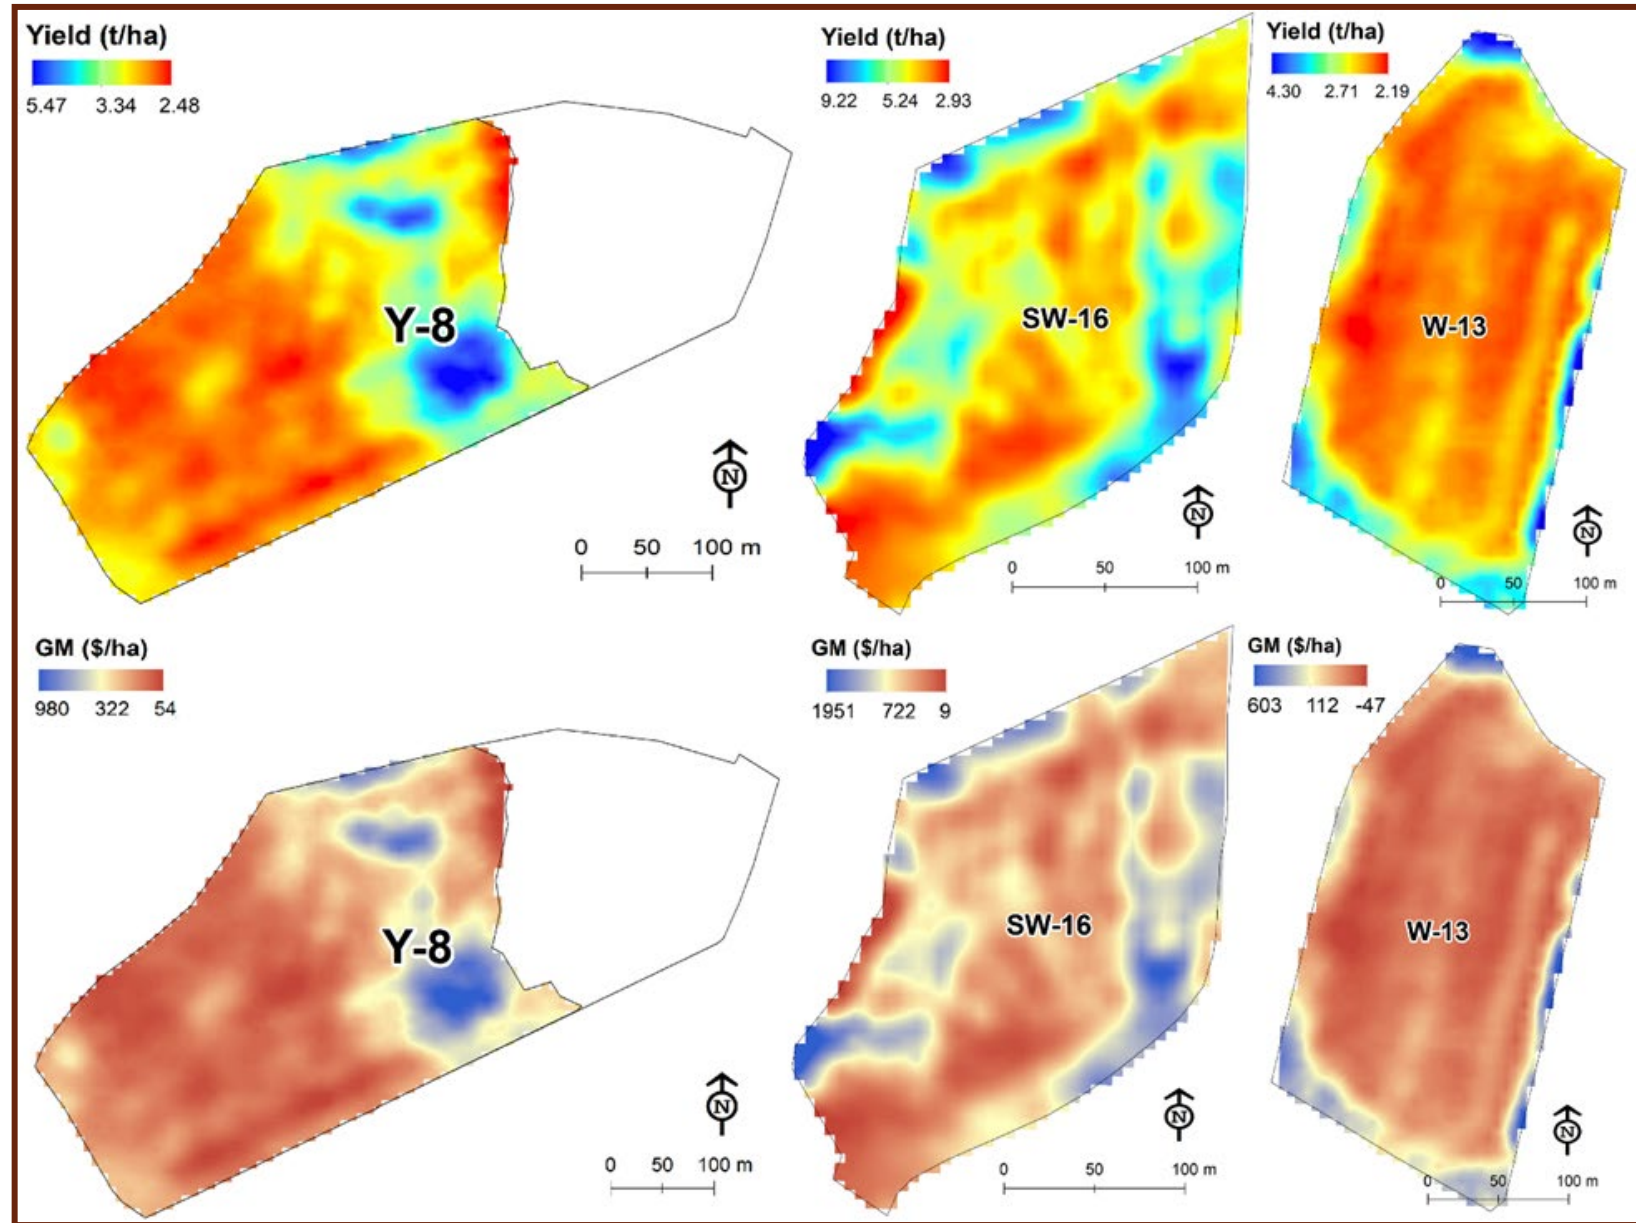 Yield (t/ha)
5.47 3.34 2.48
Y-8
N
0 50 100 m
Yield (t/ha)
9.22 5.24 2.93
SW-16
N
0 50 100 m
Yield (t/ha)
4.30 2.71 2.19
W-13
N
0 50 100 m
GM ($/ha)
980 322 54
Y-8
N
0 50 100 m
GM ($/ha)
1951 722 9
SW-16
N
0 50 100 m
GM ($/ha)
603 112 -47
W-13
N
0 50 100 m